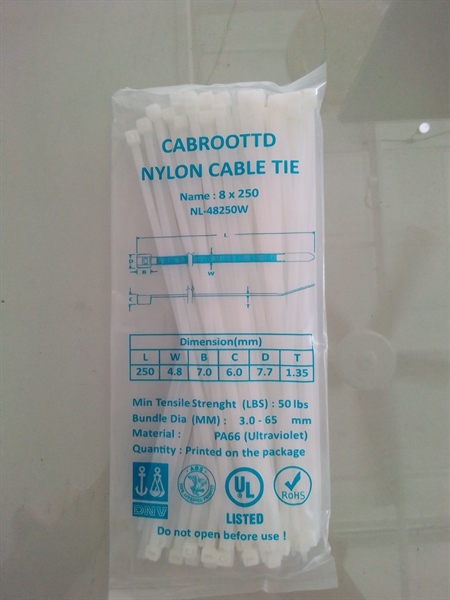 CABROOTTD
NYLON CABLE TIE
Name : 8 x 250
NL-48250W
L
D
B
W
C
T
Dimension(mm)
L W B C D T
250 4.8 7.0 6.0 7.7 1.35
Min Tensile Strenght (LBS) : 50 lbs
Bundle Dia (MM) : 3.0 - 65 mm
Material : PA66 (Ultraviolet)
Quantity : Printed on the package
DNV
ABS
UL
RoHS
LISTED
Do not open before use !